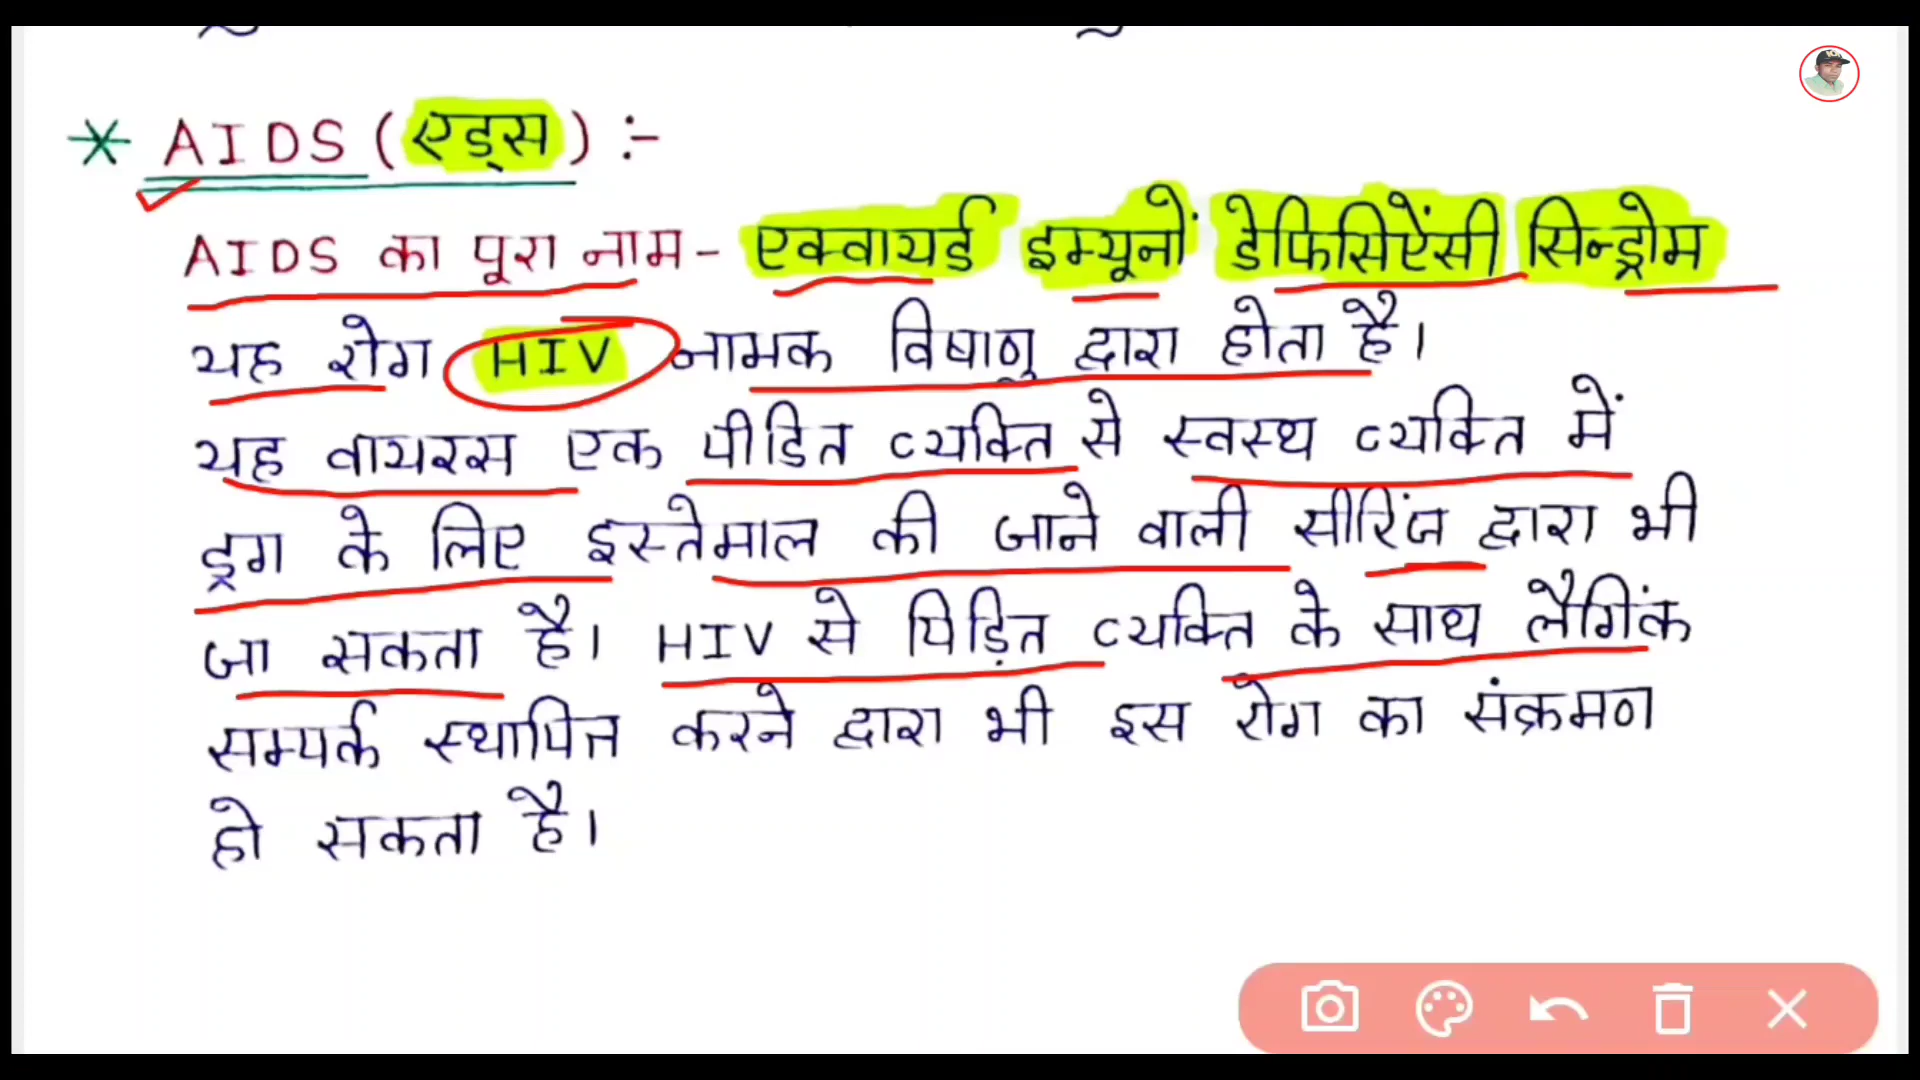 * AIDS (एड्स) :-
AIDS का पूरा नाम - एक्वायर्ड इम्यूनों डेफिसिऐंसी सिन्ड्रोम
यह रोग HIV नामक विषाणु द्वारा होता है।
यह वायरस एक पीडित व्यक्ति से स्वस्थ व्यक्ति में
ड्रग के लिए इस्तेमाल की जाने वाली सीरिंज द्वारा भी
जा सकता है। HIV से पिड़ित व्यक्ति के साथ लैगिंक
सम्पर्क स्थापित करने द्वारा भी इस रोग का संक्रमण
हो सकता है।